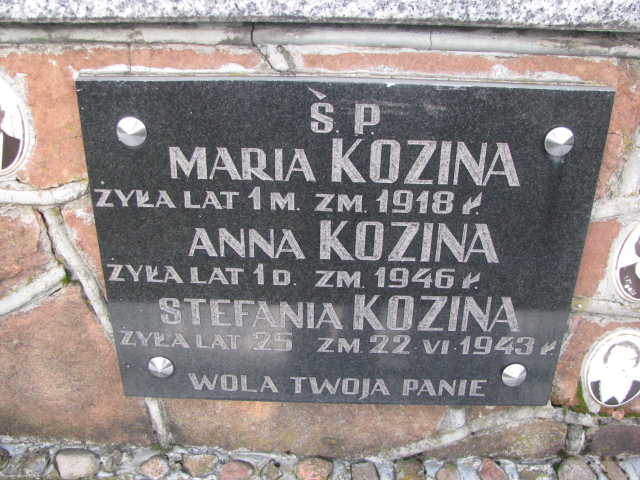 Ś.P.
MARIA KOZINA
ŻYŁA LAT 1 M. ZM. 1918 r.
ANNA KOZINA
ŻYŁA LAT 1 D. ZM. 1946 r.
STEFANIA KOZINA
ŻYŁA LAT 25 ZM. 22 VI 1943 r.
WOLA TWOJA PANIE